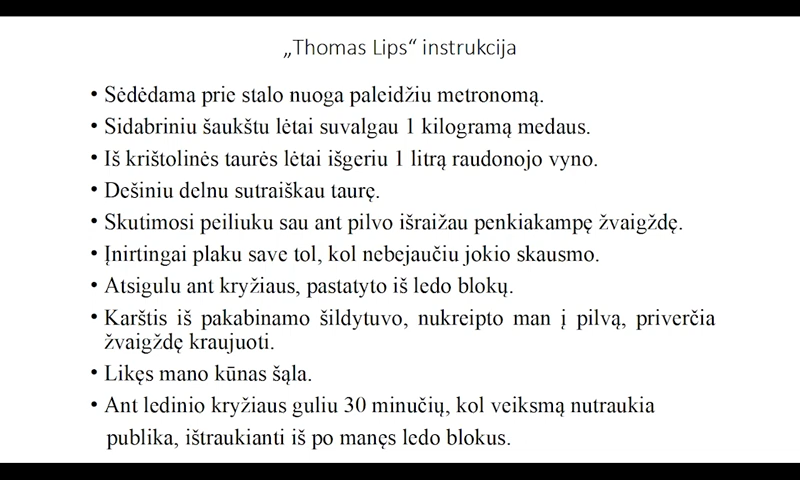 „Thomas Lips“ instrukcija
• Sėdėdama prie stalo nuoga paleidžiu metronomą.
• Sidabriniu šaukštu lėtai suvalgau 1 kilogramą medaus.
• Iš krištolinės taurės lėtai išgeriu 1 litrą raudonojo vyno.
• Dešiniu delnu sutraiškau taurę.
• Skutimosi peiliuku sau ant pilvo išraižau penkiakampę žvaigždę.
• Įnirtingai plaku save tol, kol nebejaučiu jokio skausmo.
• Atsigulu ant kryžiaus, pastatyto iš ledo blokų.
• Karštis iš pakabinamo šildytuvo, nukreipto man į pilvą, priverčia
žvaigždę kraujuoti.
• Likęs mano kūnas šąla.
• Ant ledinio kryžiaus guliu 30 minučių, kol veiksmą nutraukia
publika, ištraukianti iš po manęs ledo blokus.